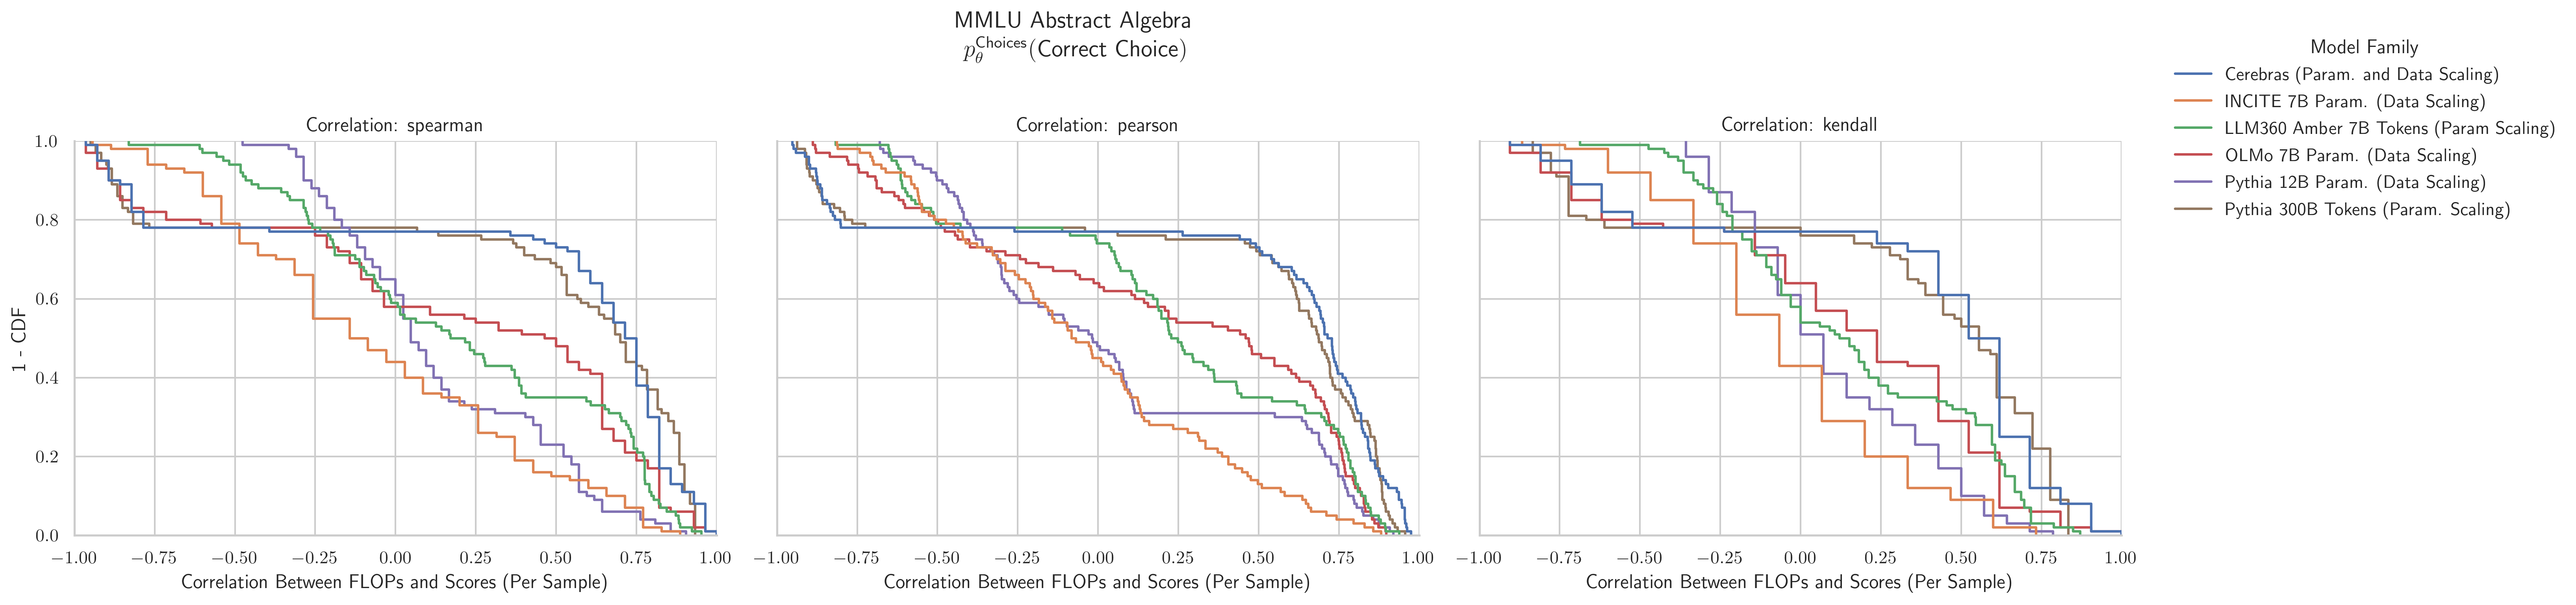 MMLU Abstract Algebra
p_θ^Choices(Correct Choice)
Model Family
Cerebras (Param. and Data Scaling)
INCITE 7B Param. (Data Scaling)
LLM360 Amber 7B Tokens (Param Scaling)
OLMo 7B Param. (Data Scaling)
Pythia 12B Param. (Data Scaling)
Pythia 300B Tokens (Param. Scaling)
Correlation: spearman
1 - CDF
1.0
0.8
0.6
0.4
0.2
0.0
−1.00 −0.75 −0.50 −0.25 0.00 0.25 0.50 0.75 1.00
Correlation Between FLOPs and Scores (Per Sample)
Correlation: pearson
−1.00 −0.75 −0.50 −0.25 0.00 0.25 0.50 0.75 1.00
Correlation Between FLOPs and Scores (Per Sample)
Correlation: kendall
−1.00 −0.75 −0.50 −0.25 0.00 0.25 0.50 0.75 1.00
Correlation Between FLOPs and Scores (Per Sample)